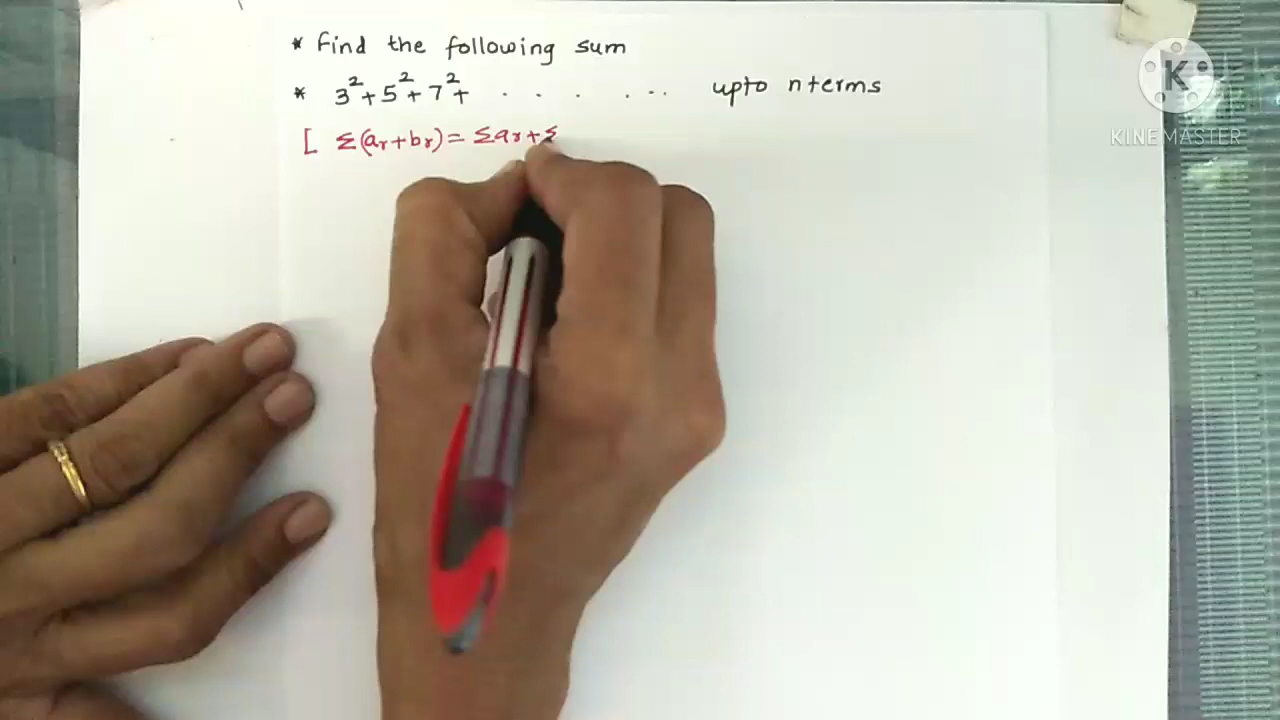 * Find the following sum
* 3²+5²+7²+ . . . . . . upto n terms
[ Σ(aᵣ+bᵣ)= Σaᵣ+Σ
K
KINEMASTER